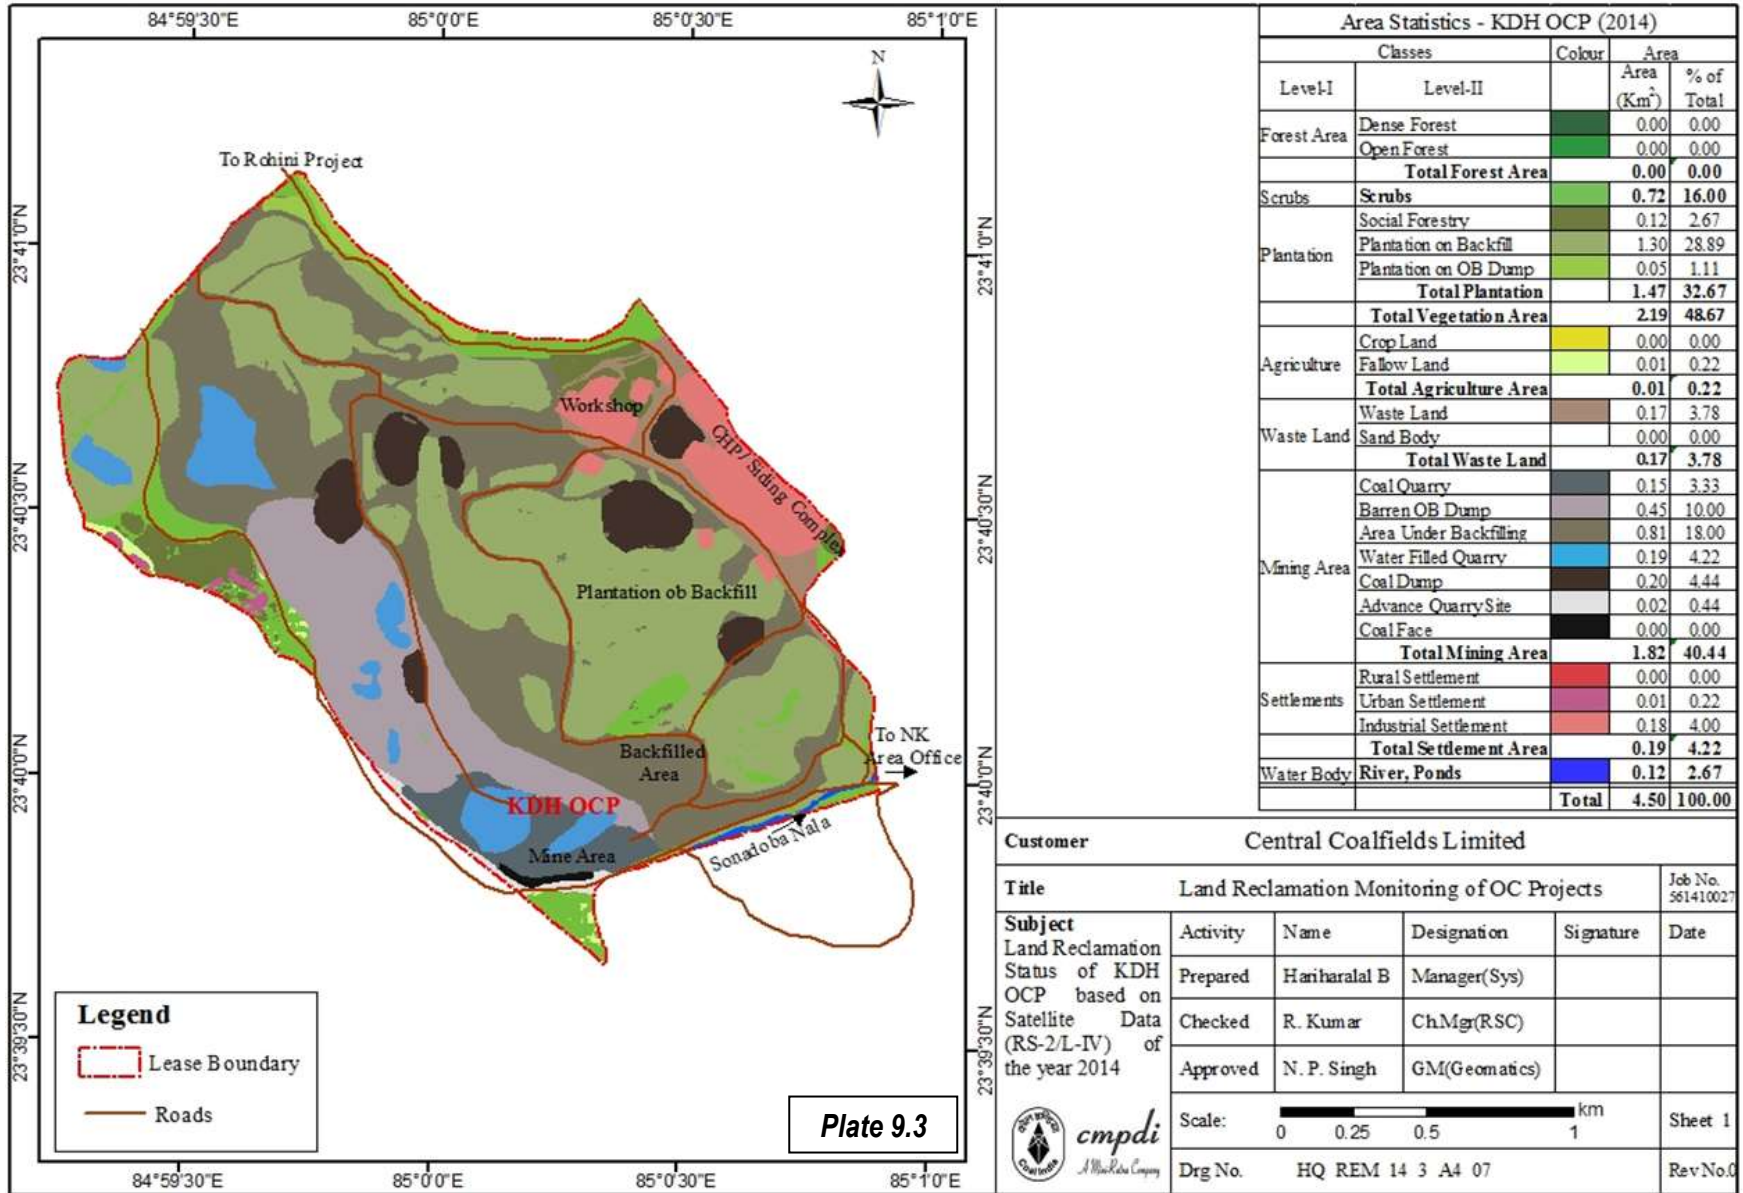 84°59'30"E 85°0'0"E 85°0'30"E 85°1'0"E
N
To Rohini Project
23°41'0"N
23°41'0"N
Workshop
CHP/ Siding Complex
23°40'30"N
23°40'30"N
Plantation ob Backfill
To NK
Area Office
Backfilled
Area
23°40'0"N
23°40'0"N
KDH OCP
Sonadoba Nala
Mine Area
23°39'30"N
23°39'30"N
Legend
Lease Boundary
Roads
Plate 9.3
84°59'30"E 85°0'0"E 85°0'30"E 85°1'0"E
Area Statistics - KDH OCP (2014)
Classes Colour Area
Level-I Level-II Area (Km²) % of Total
Forest Area Dense Forest 0.00 0.00
Open Forest 0.00 0.00
Total Forest Area 0.00 0.00
Scrubs Scrubs 0.72 16.00
Plantation Social Forestry 0.12 2.67
Plantation on Backfill 1.30 28.89
Plantation on OB Dump 0.05 1.11
Total Plantation 1.47 32.67
Total Vegetation Area 2.19 48.67
Agriculture Crop Land 0.00 0.00
Fallow Land 0.01 0.22
Total Agriculture Area 0.01 0.22
Waste Land Waste Land 0.17 3.78
Sand Body 0.00 0.00
Total Waste Land 0.17 3.78
Mining Area Coal Quarry 0.15 3.33
Barren OB Dump 0.45 10.00
Area Under Backfilling 0.81 18.00
Water Filled Quarry 0.19 4.22
Coal Dump 0.20 4.44
Advance Quarry Site 0.02 0.44
Coal Face 0.00 0.00
Total Mining Area 1.82 40.44
Settlements Rural Settlement 0.00 0.00
Urban Settlement 0.01 0.22
Industrial Settlement 0.18 4.00
Total Settlement Area 0.19 4.22
Water Body River, Ponds 0.12 2.67
Total 4.50 100.00
Customer Central Coalfields Limited
Title Land Reclamation Monitoring of OC Projects Job No. 561410027
Subject
Land Reclamation
Status of KDH
OCP based on
Satellite Data
(RS-2/L-IV) of
the year 2014
Activity Name Designation Signature Date
Prepared Hariharalal B Manager(Sys)
Checked R. Kumar Ch.Mgr(RSC)
Approved N. P. Singh GM(Geomatics)
Scale: 0 0.25 0.5 1 km Sheet 1
Drg No. HQ REM 14 3 A4 07 Rev No.0
Coal India
cmpdi
A Mini Ratna Company